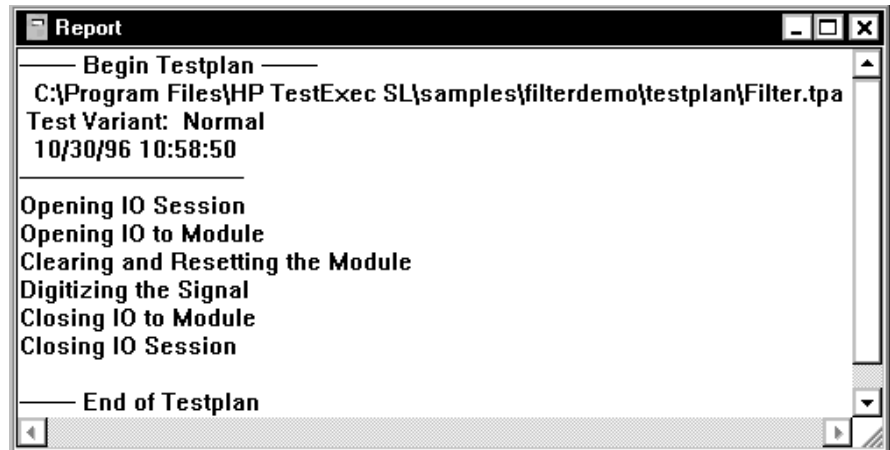 Report
—— Begin Testplan ——
C:\Program Files\HP TestExec SL\samples\filterdemo\testplan\Filter.tpa
Test Variant: Normal
10/30/96 10:58:50
Opening IO Session
Opening IO to Module
Clearing and Resetting the Module
Digitizing the Signal
Closing IO to Module
Closing IO Session
—— End of Testplan